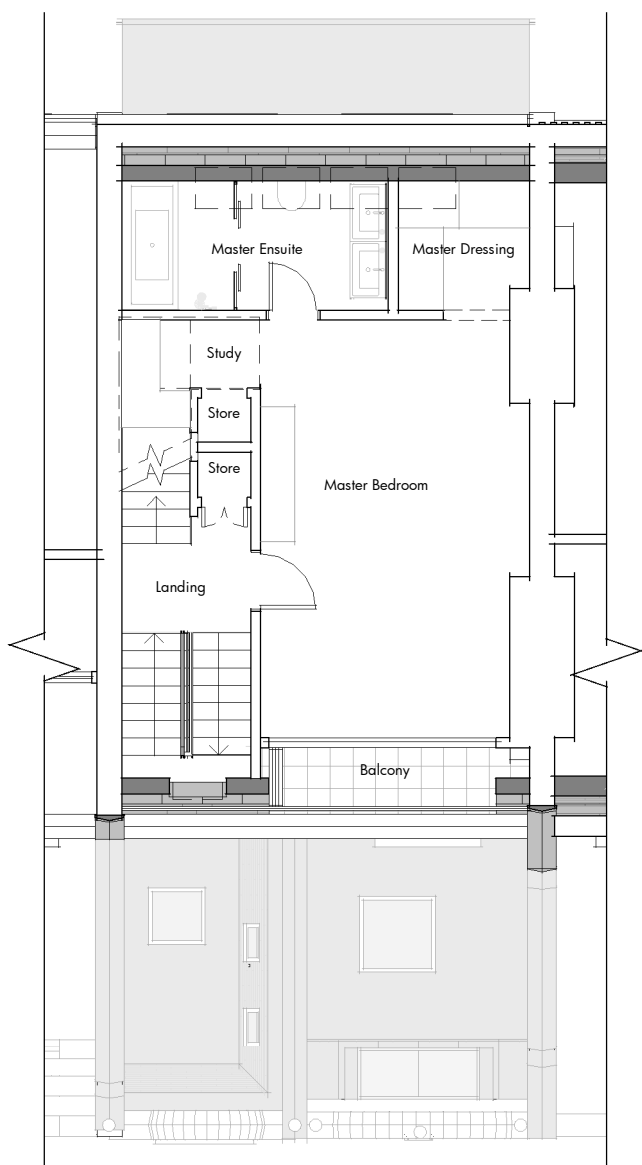 Master Ensuite
Master Dressing
Study
Store
Store
Master Bedroom
Landing
Balcony